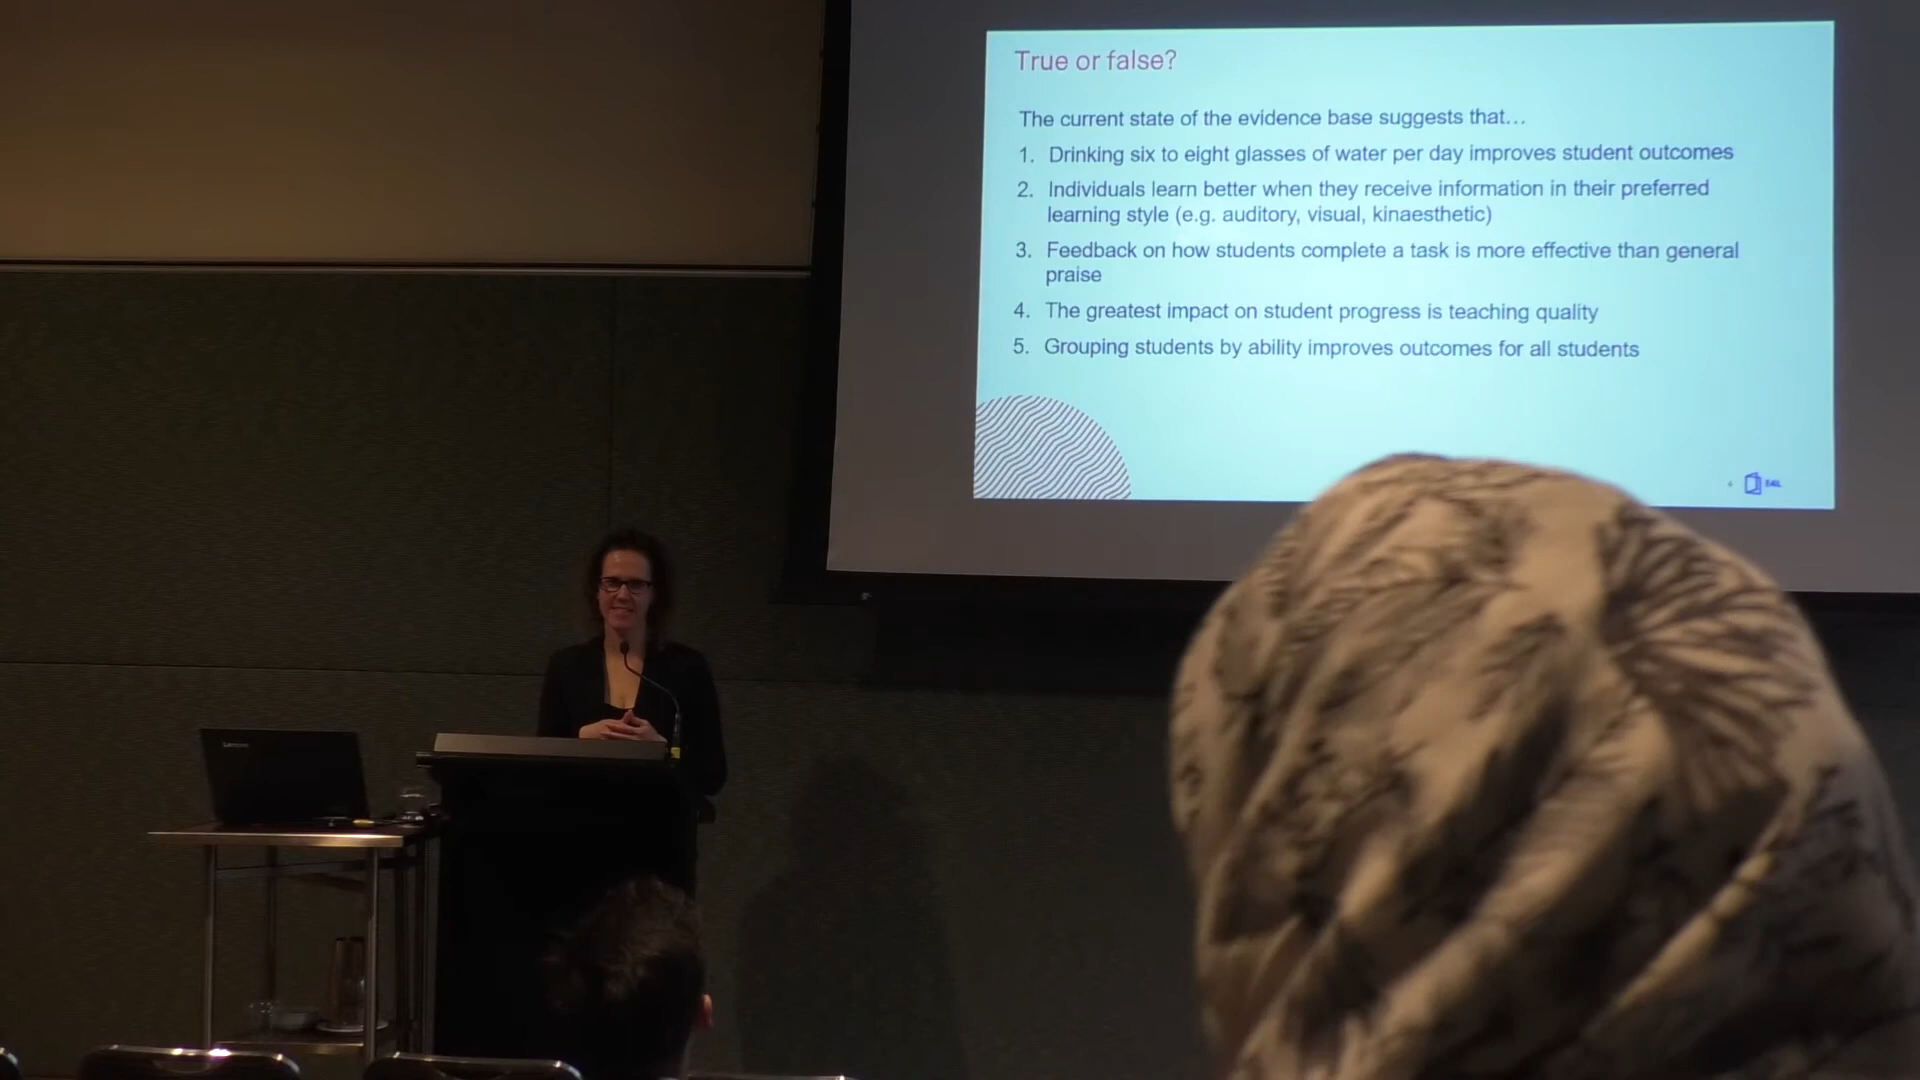 True or false?
The current state of the evidence base suggests that…
1. Drinking six to eight glasses of water per day improves student outcomes
2. Individuals learn better when they receive information in their preferred
learning style (e.g. auditory, visual, kinaesthetic)
3. Feedback on how students complete a task is more effective than general
praise
4. The greatest impact on student progress is teaching quality
5. Grouping students by ability improves outcomes for all students
E4L
Lenovo